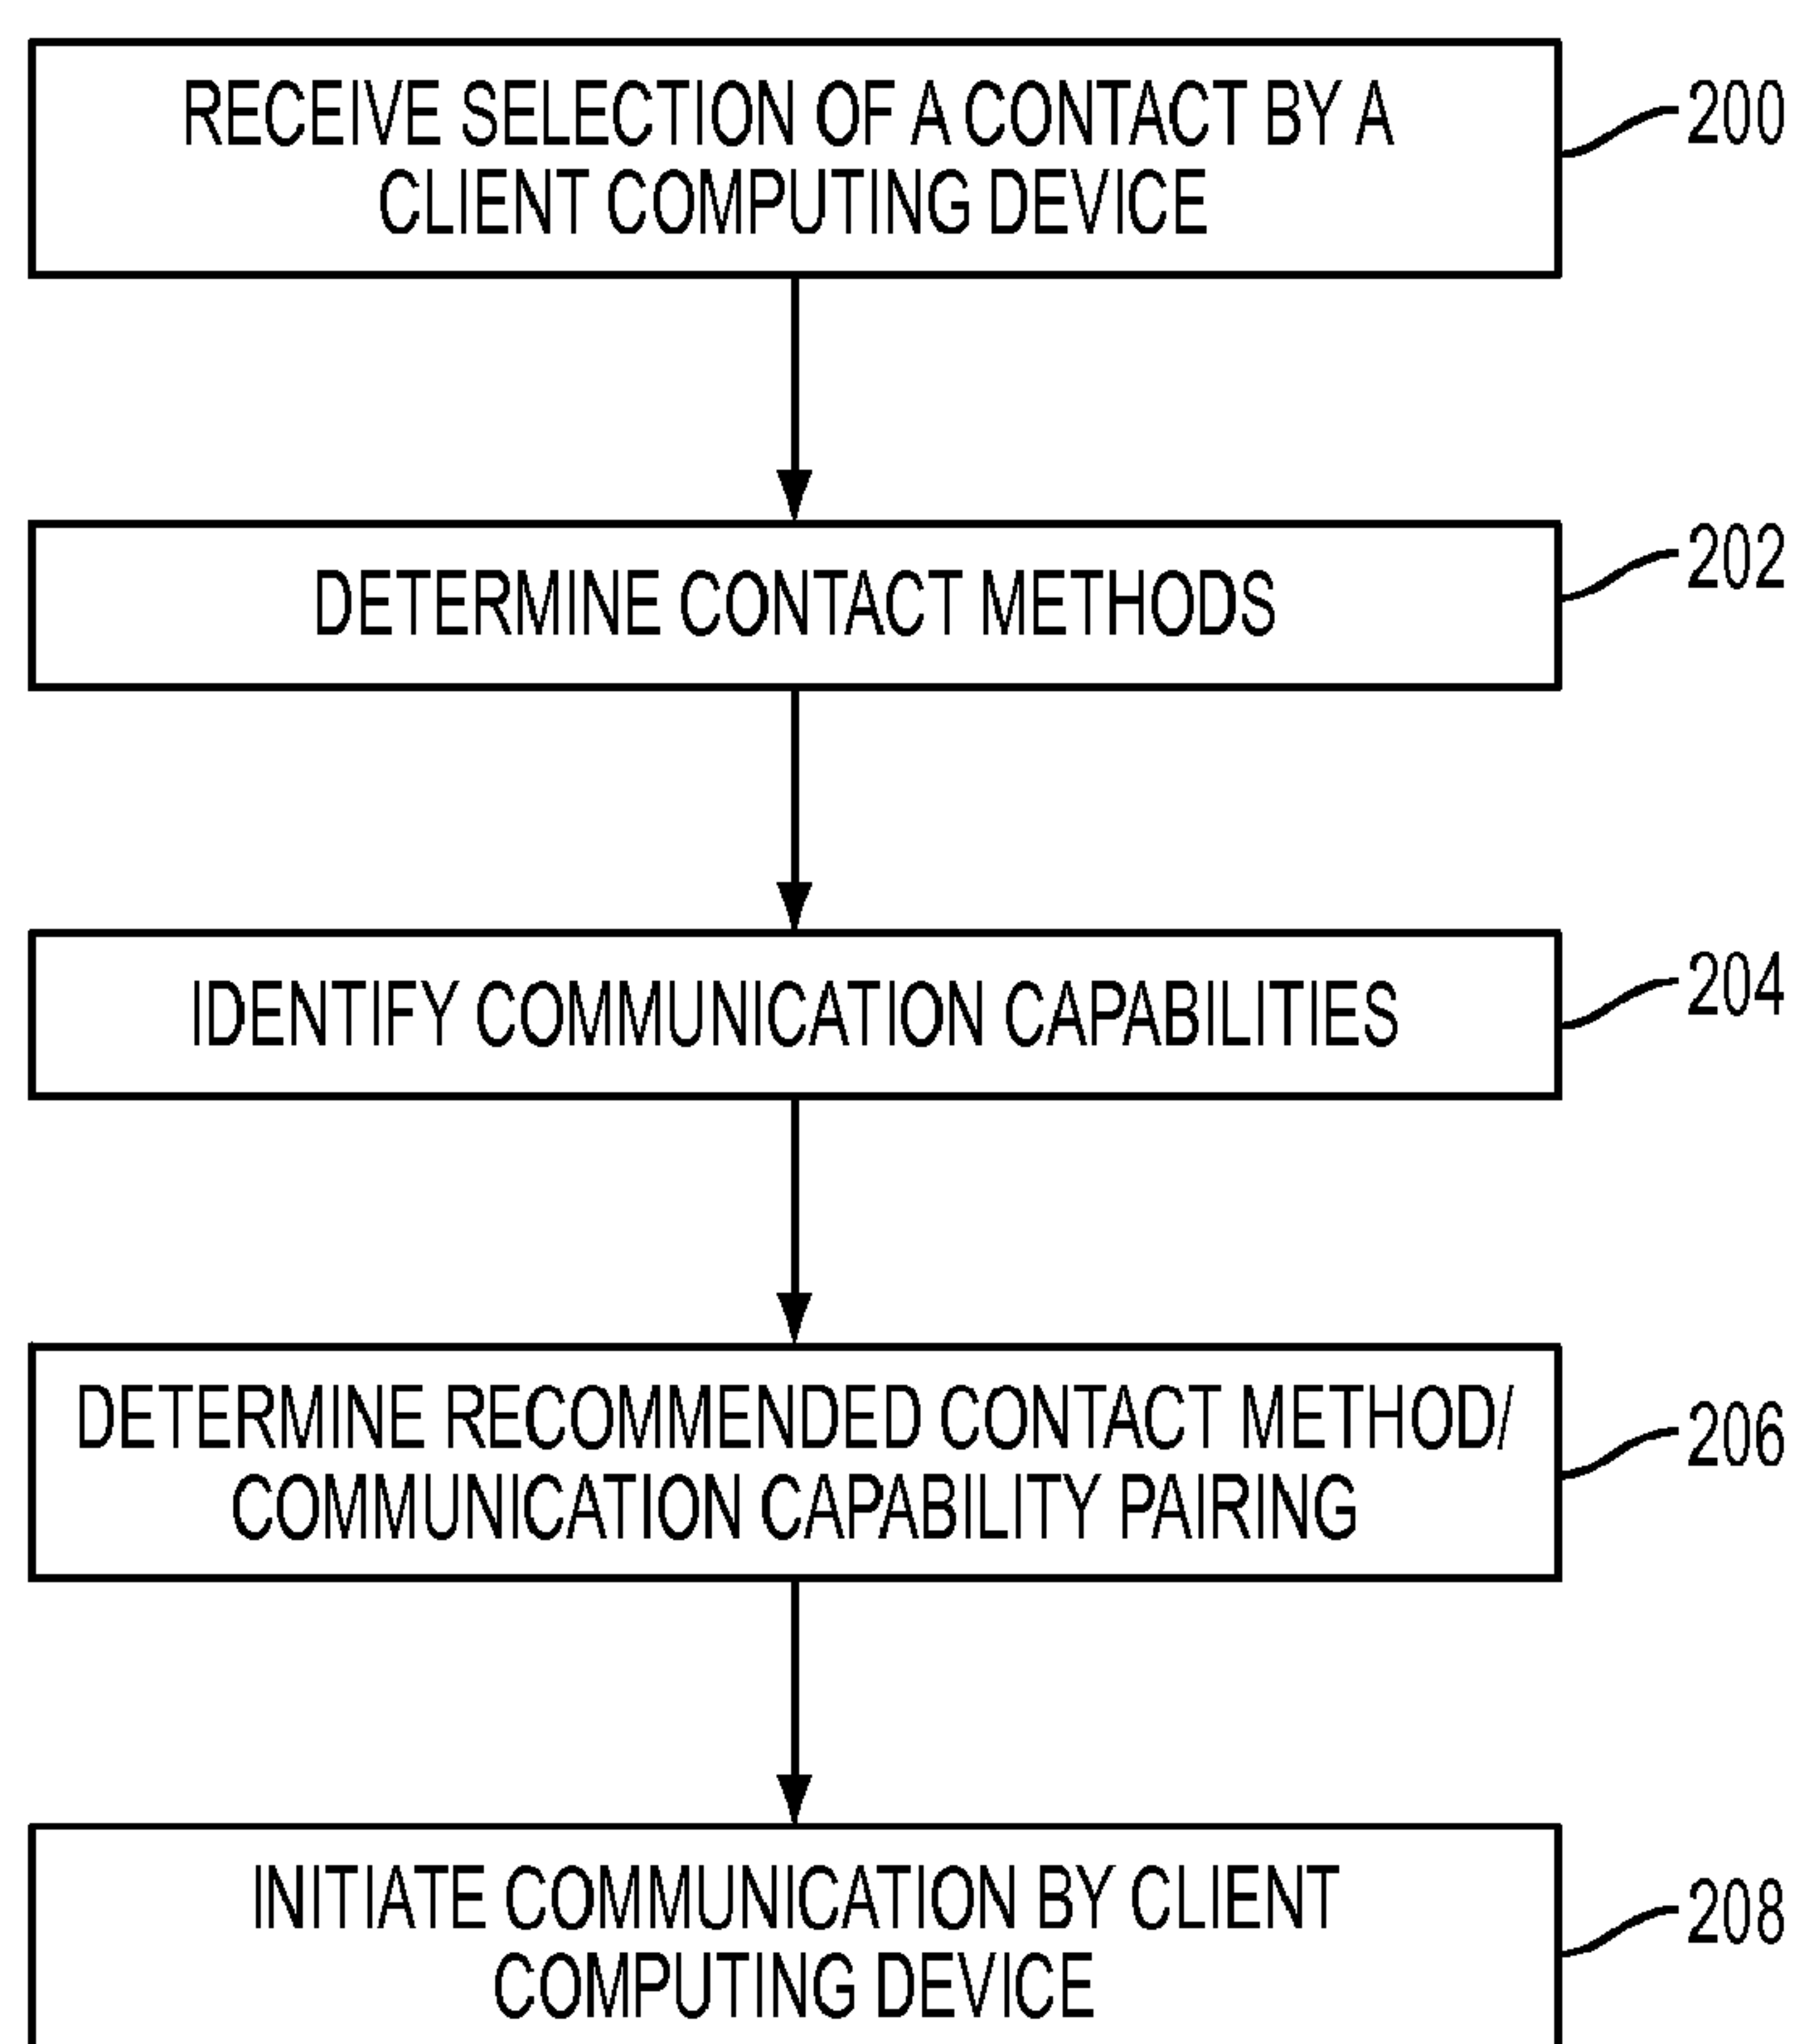 RECEIVE SELECTION OF A CONTACT BY A
CLIENT COMPUTING DEVICE
200
DETERMINE CONTACT METHODS
202
IDENTIFY COMMUNICATION CAPABILITIES
204
DETERMINE RECOMMENDED CONTACT METHOD/
COMMUNICATION CAPABILITY PAIRING
206
INITIATE COMMUNICATION BY CLIENT
COMPUTING DEVICE
208